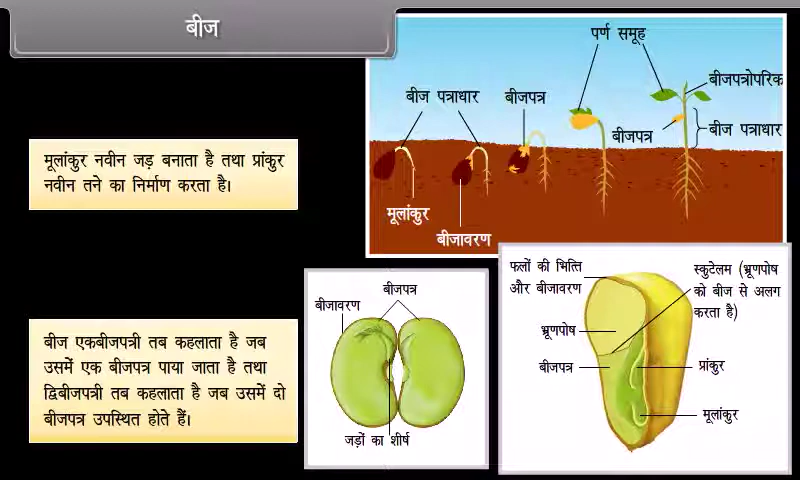 बीज
मूलांकुर नवीन जड़ बनाता है तथा प्रांकुर
नवीन तने का निर्माण करता है।
बीज एकबीजपत्री तब कहलाता है जब
उसमें एक बीजपत्र पाया जाता है तथा
द्विबीजपत्री तब कहलाता है जब उसमें दो
बीजपत्र उपस्थित होते हैं।
पर्ण समूह
बीज पत्राधार
बीजपत्र
बीजपत्रोपरिक
बीजपत्र
बीज पत्राधार
मूलांकुर
बीजावरण
बीजपत्र
बीजावरण
जड़ों का शीर्ष
फलों की भित्ति
और बीजावरण
भ्रूणपोष
बीजपत्र
स्कुटेलम (भ्रूणपोष
को बीज से अलग
करता है)
प्रांकुर
मूलांकुर